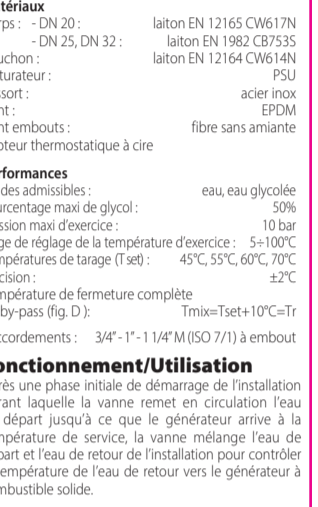 tériaux
rps : - DN 20 : laiton EN 12165 CW617N
- DN 25, DN 32 : laiton EN 1982 CB753S
uchon : laiton EN 12164 CW614N
turateur : PSU
ssort : acier inox
nt : EPDM
nt embouts : fibre sans amiante
oteur thermostatique à cire
rformances
des admissibles : eau, eau glycolée
urcentage maxi de glycol : 50%
ssion maxi d’exercice : 10 bar
ge de réglage de la température d’exercice : 5÷100°C
mpératures de tarage (T set) : 45°C, 55°C, 60°C, 70°C
cision : ±2°C
mpérature de fermeture complète
by-pass (fig. D ): Tmix=Tset+10°C=Tr
ccordements : 3/4” - 1” - 1 1/4” M (ISO 7/1) à embout
onctionnement/Utilisation
rès une phase initiale de démarrage de l’installation
rant laquelle la vanne remet en circulation l’eau
départ jusqu’à ce que le générateur arrive à la
mpérature de service, la vanne mélange l’eau de
part et l’eau de retour de l’installation pour contrôler
température de l’eau de retour vers le générateur à
mbustible solide.